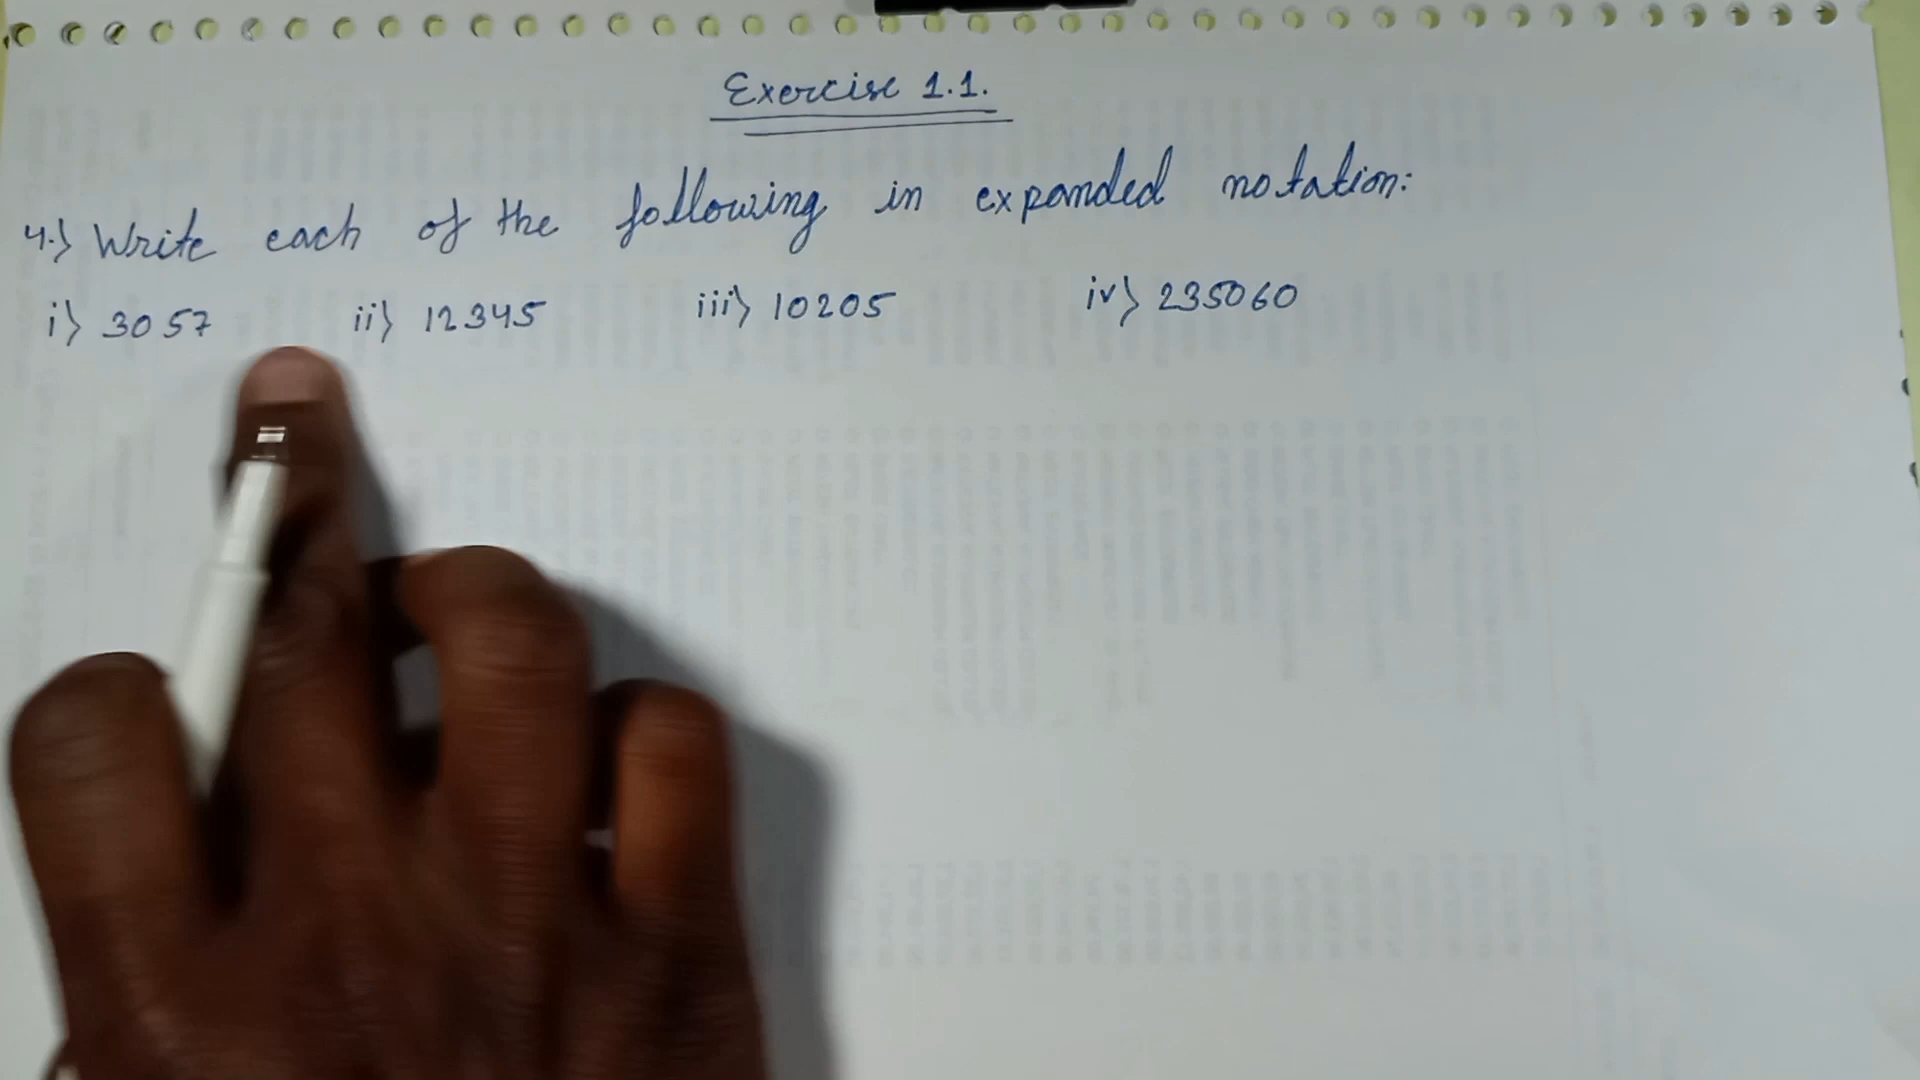 Exercise 1.1.
4.) Write each of the following in expanded notation:
i) 3057 ii) 12345 iii) 10205 iv) 235060